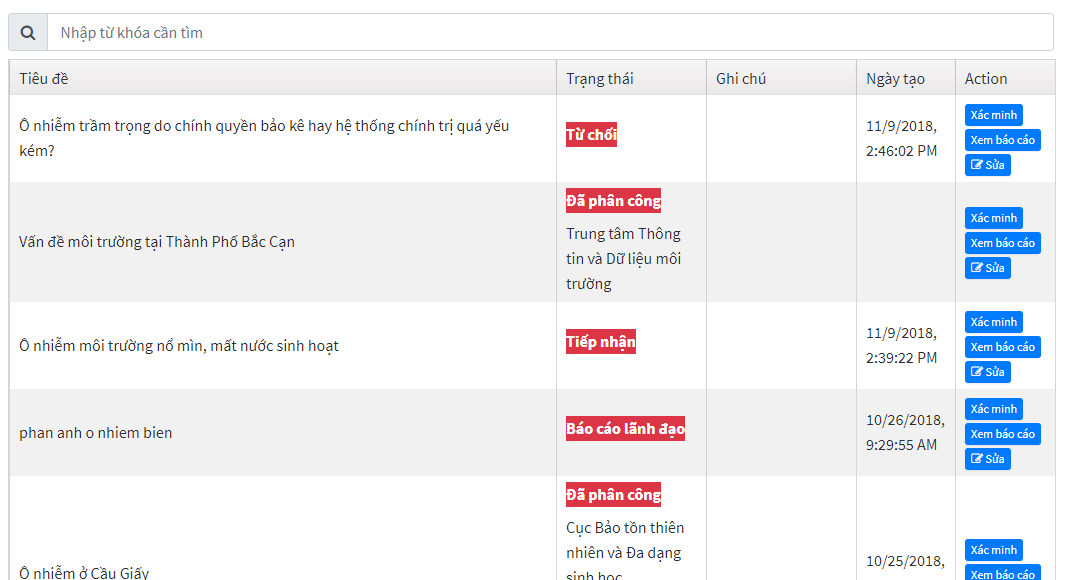 Nhập từ khóa cần tìm
Tiêu đề Trạng thái Ghi chú Ngày tạo Action
Ô nhiễm trầm trọng do chính quyền bảo kê hay hệ thống chính trị quá yếu
kém?
Từ chối
11/9/2018,
2:46:02 PM
Xác minh
Xem báo cáo
Sửa
Vấn đề môi trường tại Thành Phố Bắc Cạn
Đã phân công
Trung tâm Thông
tin và Dữ liệu môi
trường
Xác minh
Xem báo cáo
Sửa
Ô nhiễm môi trường nổ mìn, mất nước sinh hoạt
Tiếp nhận
11/9/2018,
2:39:22 PM
Xác minh
Xem báo cáo
Sửa
phan anh o nhiem bien
Báo cáo lãnh đạo
10/26/2018,
9:29:55 AM
Xác minh
Xem báo cáo
Sửa
Ô nhiễm ở Cầu Giấy
Đã phân công
Cục Bảo tồn thiên
nhiên và Đa dạng
sinh học
10/25/2018,
Xác minh
Xem báo cáo